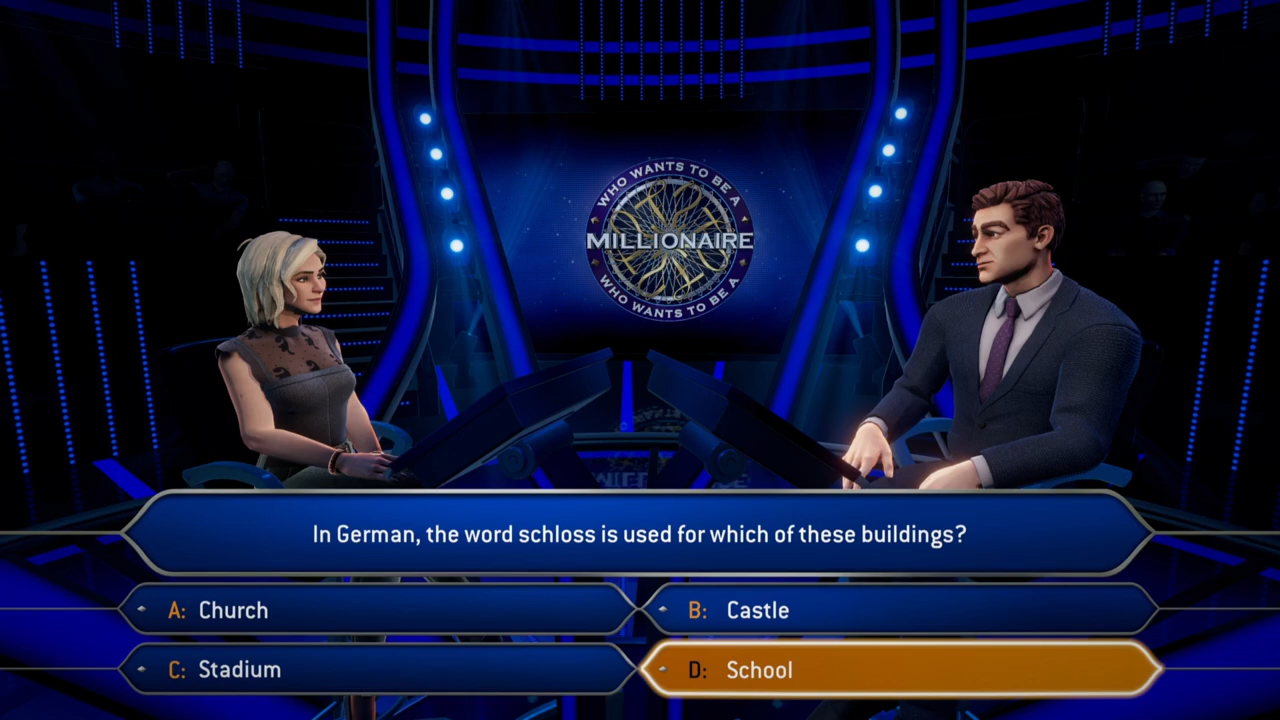 WHO WANTS TO BE A
MILLIONAIRE
WHO WANTS TO BE A
In German, the word schloss is used for which of these buildings?
A: Church
B: Castle
C: Stadium
D: School